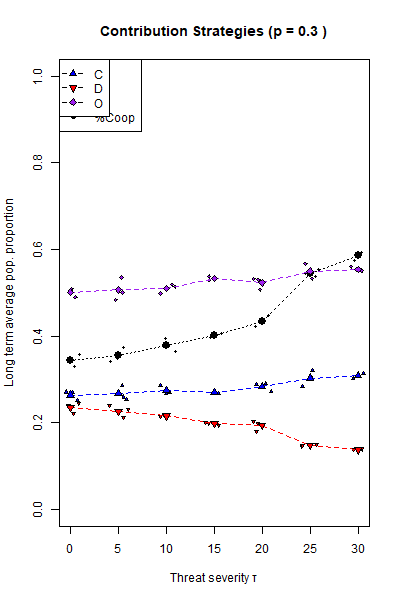 Contribution Strategies (p = 0.3 )
Long term average pop. proportion
1.0
0.8
0.6
0.4
0.2
0.0
C
D
O
%Coop
0 5 10 15 20 25 30
Threat severity τ